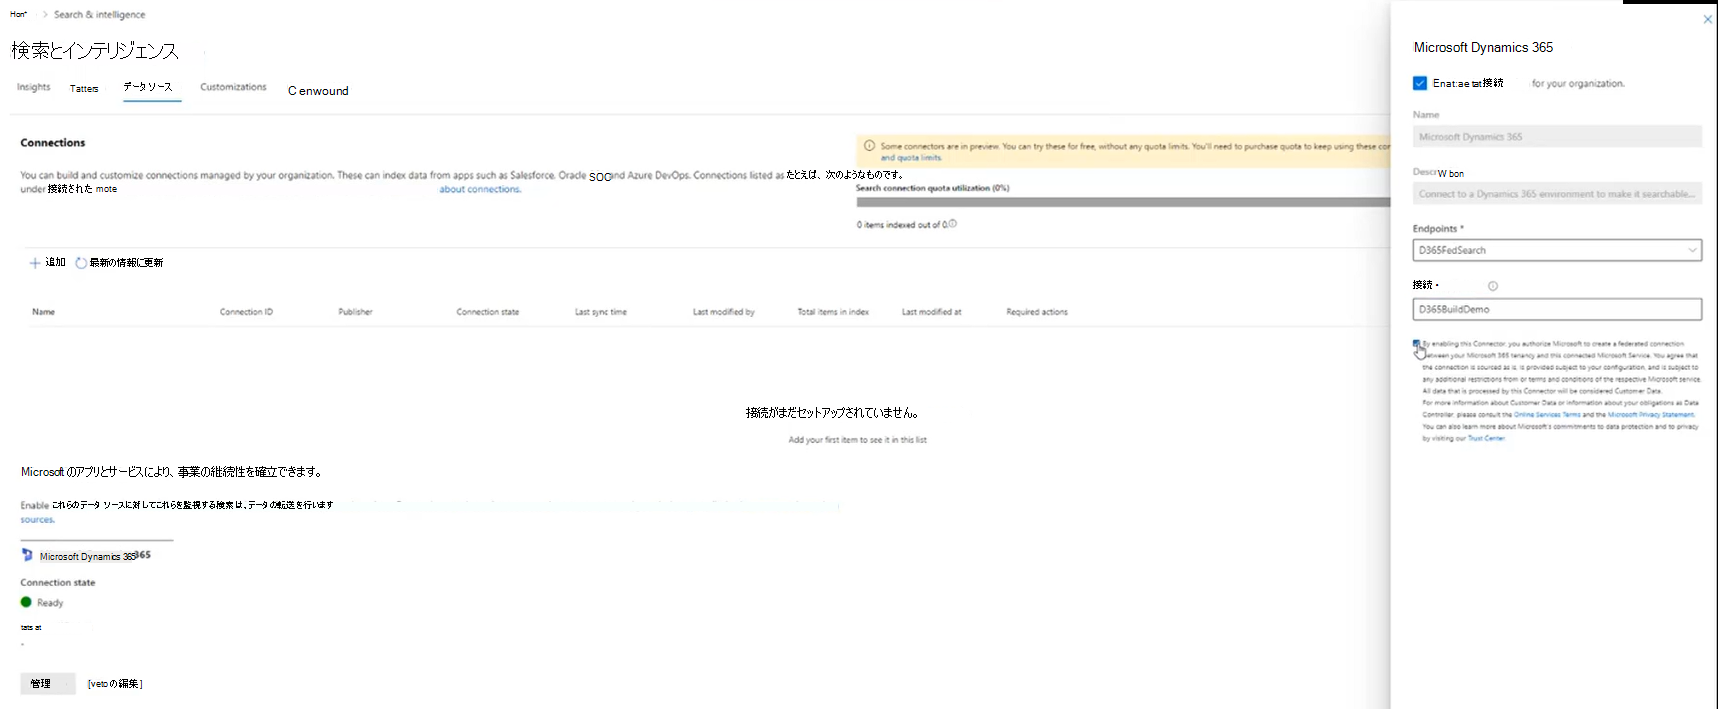 Hon* > Search & intelligence
検索とインテリジェンス
Insights Tatters データソース Customizations C enwound
Connections
You can build and customize connections managed by your organization. These can index data from apps such as Salesforce, Oracle SOC and Azure DevOps. Connections listed as たとえば、次のようなものです。
under 接続された mote about connections.
Some connectors are in preview. You can try these for free, without any quota limits. You'll need to purchase quota to keep using these cor
and quota limits.
Search connection quota utilization (0%)
0 items indexed out of 0.
追加 最新の情報に更新
Name Connection ID Publisher Connection state Last sync time Last modified by Total items in index Last modified at Required actions
接続がまだセットアップされていません。
Add your first item to see it in this list
Microsoft のアプリとサービスにより、事業の継続性を確立できます。
Enable これらのデータ ソースに対してこれらを監視する検索は、データの転送を行います
sources.
Microsoft Dynamics 365 365
Connection state
Ready
tats at
管理 [vetoの編集]
Microsoft Dynamics 365
Enat:ae tat接続 for your organization.
Name
Microsoft Dynamics 365
Descr W bon
Connect to a Dynamics 365 environment to make it searchable...
Endpoints *
D365FedSearch
接続 •
D365BuildDemo
By enabling this Connector, you authorize Microsoft to create a federated connection
between your Microsoft 365 tenancy and this connected Microsoft Service. You agree that
the connection is sourced as is, is provided subject to your configuration, and is subject to
any additional restrictions from or terms and conditions of the respective Microsoft service.
All data that is processed by this Connector will be considered Customer Data.
For more information about Customer Data or information about your obligations as Data
Controller, please consult the Online Services Terms and the Microsoft Privacy Statement.
You can also learn more about Microsoft's commitments to data protection and to privacy
by visiting our Trust Center.